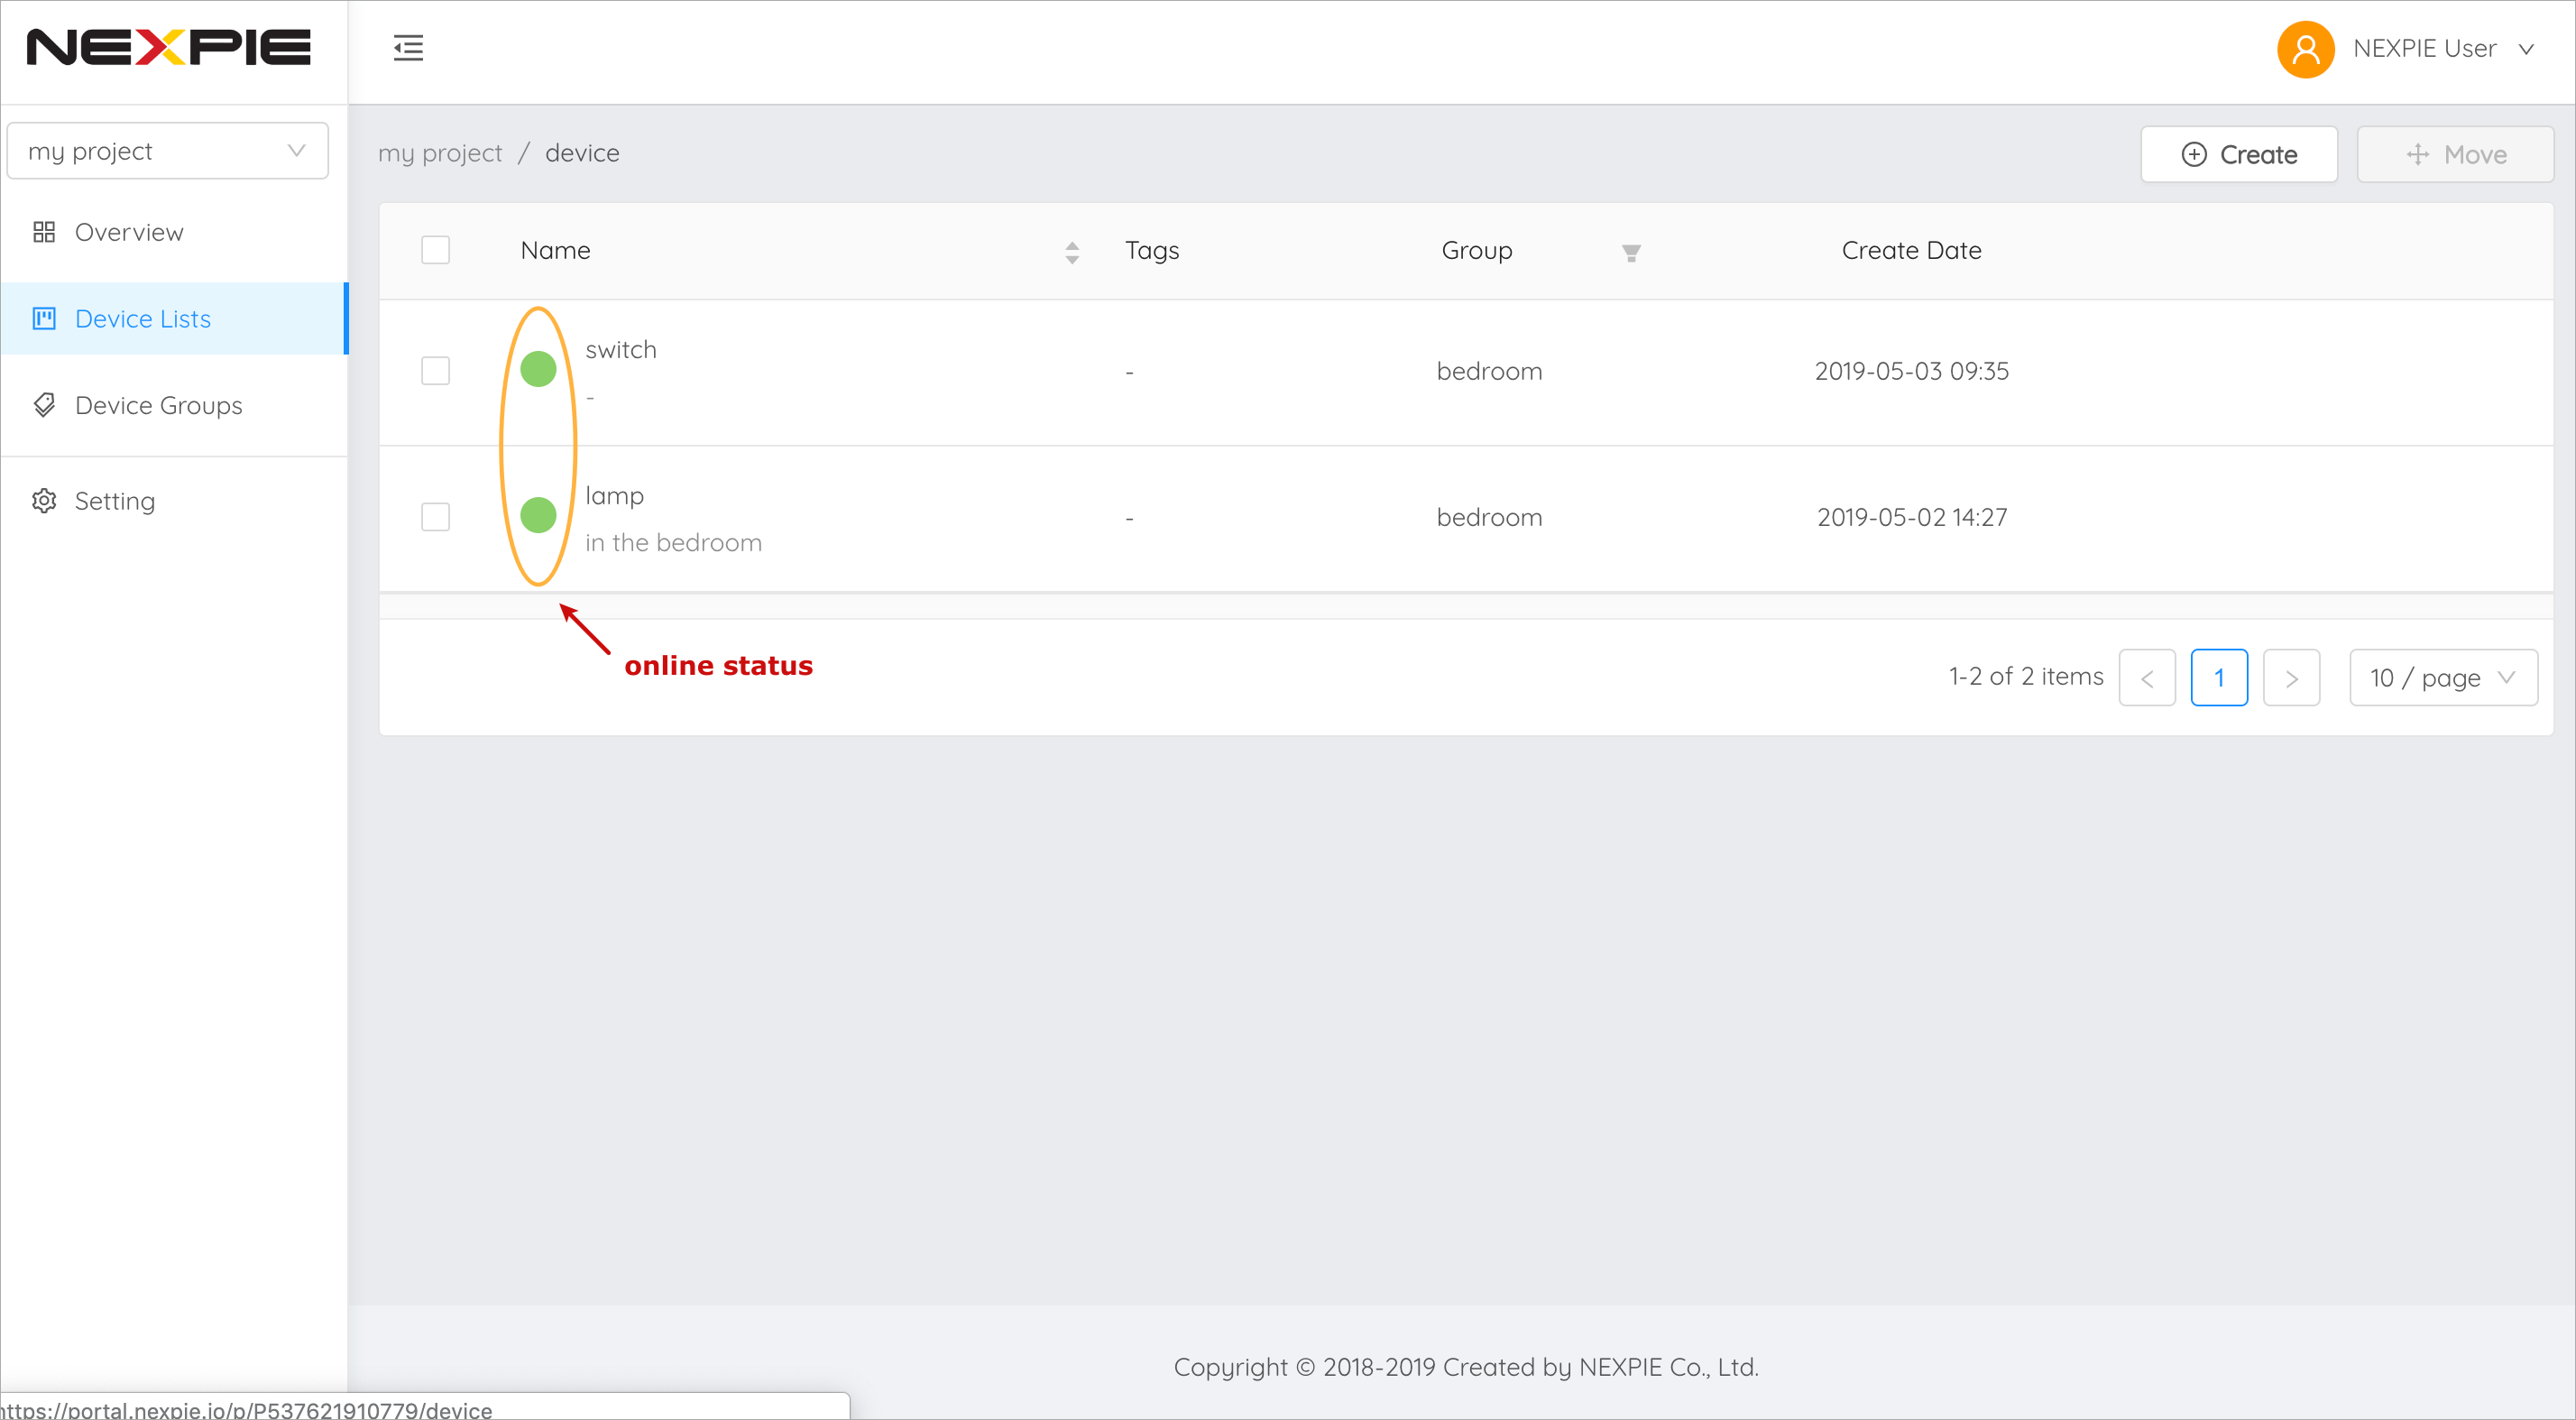 NEXPIE
NEXPIE User
my project
my project / device
Create
Move
Overview
Device Lists
Device Groups
Setting
Name
Tags
Group
Create Date
switch
-
-
bedroom
2019-05-03 09:35
lamp
in the bedroom
-
bedroom
2019-05-02 14:27
online status
1-2 of 2 items
<
1
>
10 / page
Copyright © 2018-2019 Created by NEXPIE Co., Ltd.
https://portal.nexpie.io/p/P537621910779/device